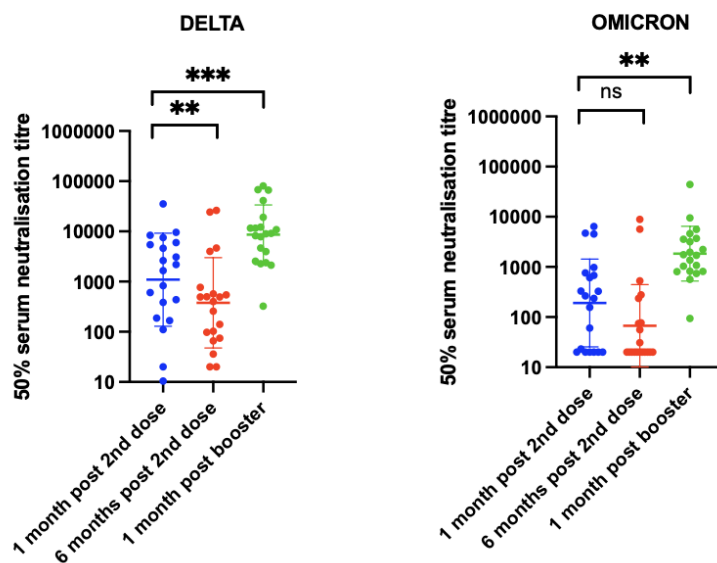 DELTA
***
**
50% serum neutralisation titre
1000000
100000
10000
1000
100
10
1 month post 2nd dose
6 months post 2nd dose
1 month post booster
OMICRON
**
ns
50% serum neutralisation titre
1000000
100000
10000
1000
100
10
1 month post 2nd dose
6 months post 2nd dose
1 month post booster